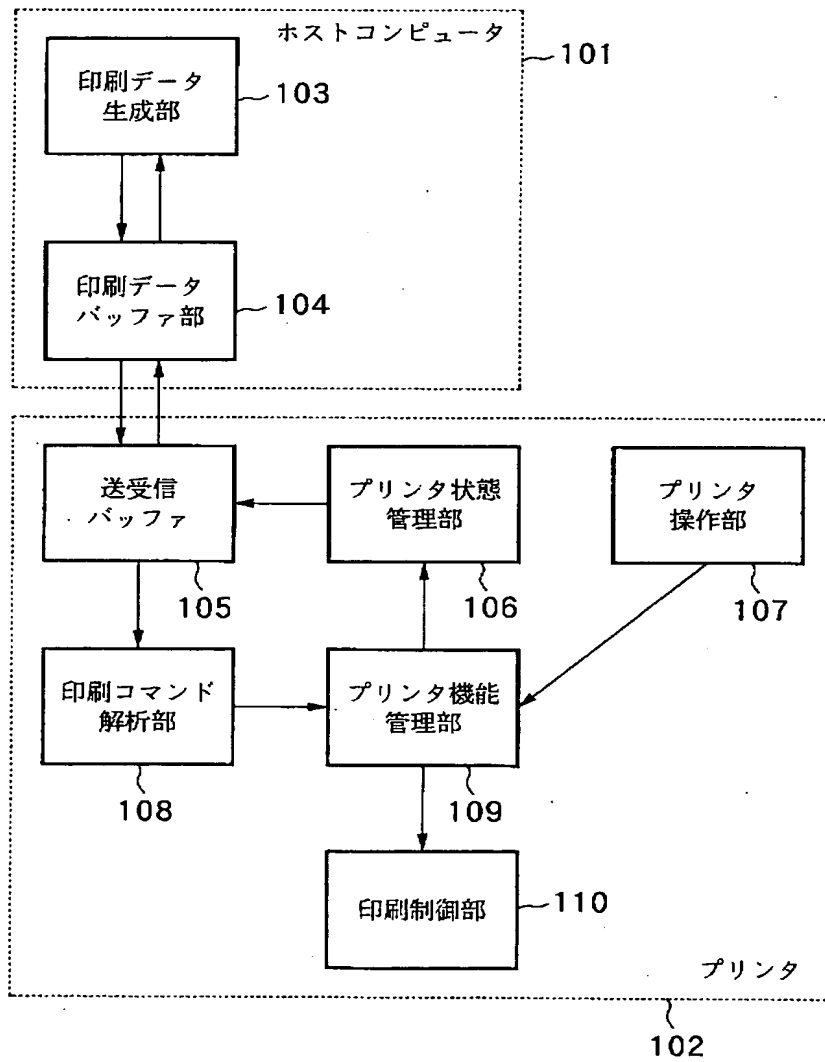 ホストコンピュータ
101
印刷データ
生成部
103
印刷データ
バッファ部
104
送受信
バッファ
105
プリンタ状態
管理部
106
プリンタ
操作部
107
印刷コマンド
解析部
108
プリンタ機能
管理部
109
印刷制御部
110
プリンタ
102